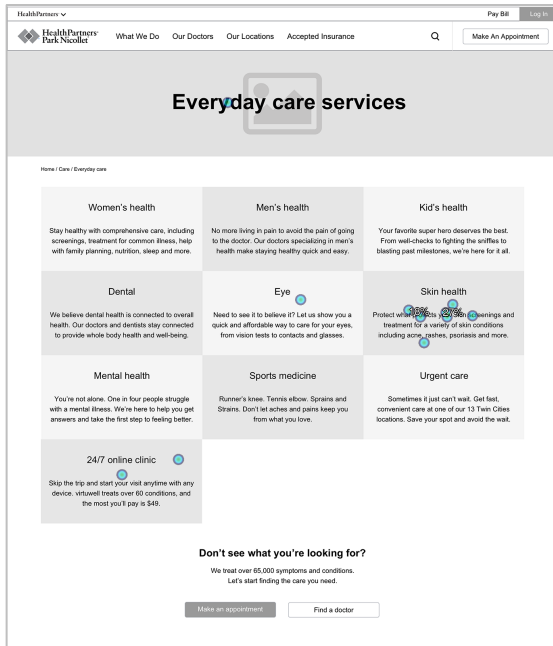 HealthPartners
Pay Bill
Log In
HealthPartners
Park Nicollet
What We Do
Our Doctors
Our Locations
Accepted Insurance
Make An Appointment
Everyday care services
Home / Care / Everyday care
Women's health
Stay healthy with comprehensive care, including
screenings, treatment for common illness, help
with family planning, nutrition, sleep and more.
Men's health
No more living in pain to avoid the pain of going
to the doctor. Our doctors specializing in men's
health make staying healthy quick and easy.
Kid's health
Your favorite super hero deserves the best.
From well-checks to fighting the sniffles to
blasting past milestones, we're here for it all.
Dental
We believe dental health is connected to overall
health. Our doctors and dentists stay connected
to provide whole body health and well-being.
Eye
Need to see it to believe it? Let us show you a
quick and affordable way to care for your eyes,
from vision tests to contacts and glasses.
Skin health
Protect what protects you. Skin screenings and
treatment for a variety of skin conditions
including acne, rashes, psoriasis and more.
Mental health
You're not alone. One in four people struggle
with a mental illness. We're here to help you get
answers and take the first step to feeling better.
Sports medicine
Runner's knee. Tennis elbow. Sprains and
Strains. Don't let aches and pains keep you
from what you love.
Urgent care
Sometimes it just can't wait. Get fast,
convenient care at one of our 13 Twin Cities
locations. Save your spot and avoid the wait.
24/7 online clinic
Skip the trip and start your visit anytime with any
device. virtuwell treats over 60 conditions, and
the most you'll pay is $49.
Don't see what you're looking for?
We treat over 65,000 symptoms and conditions.
Let's start finding the care you need.
Make an appointment
Find a doctor